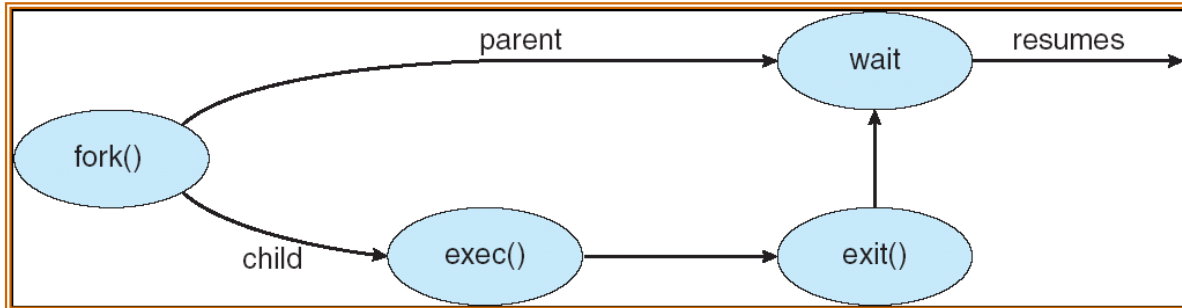 parent
resumes
wait
fork()
child
exec()
exit()